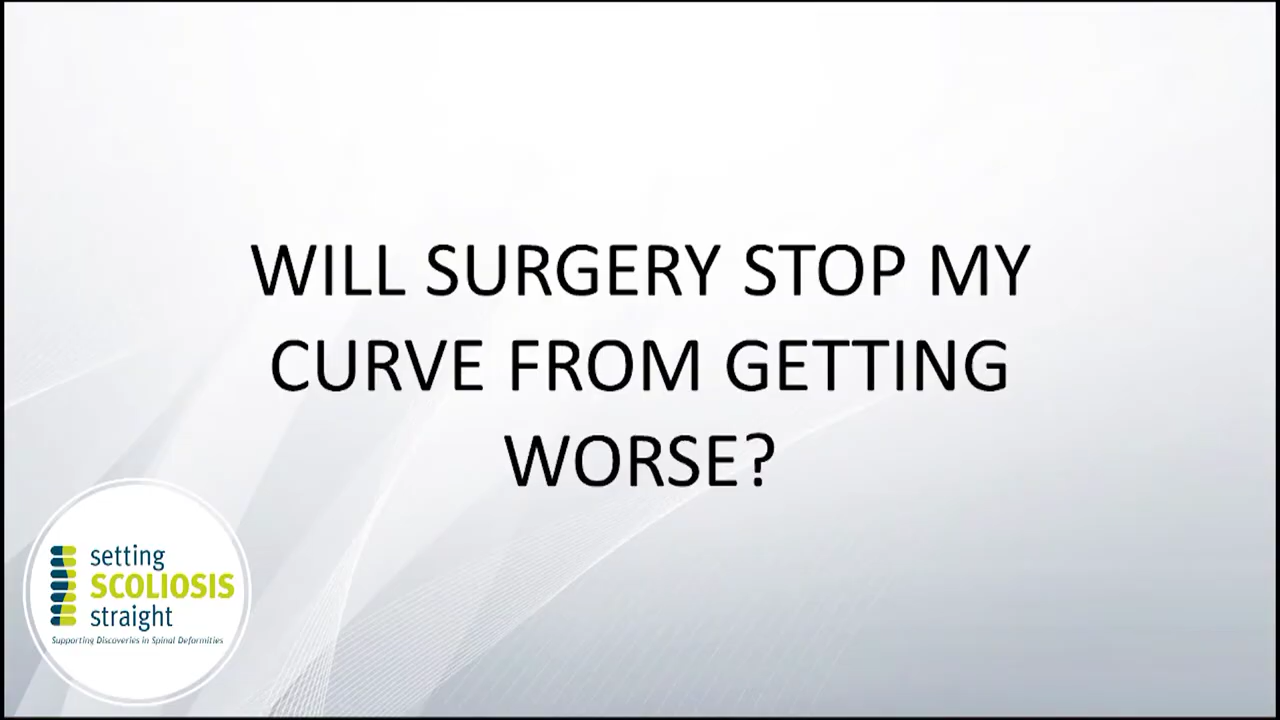 WILL SURGERY STOP MY
CURVE FROM GETTING
WORSE?
setting
SCOLIOSIS
straight
Supporting Discoveries in Spinal Deformities